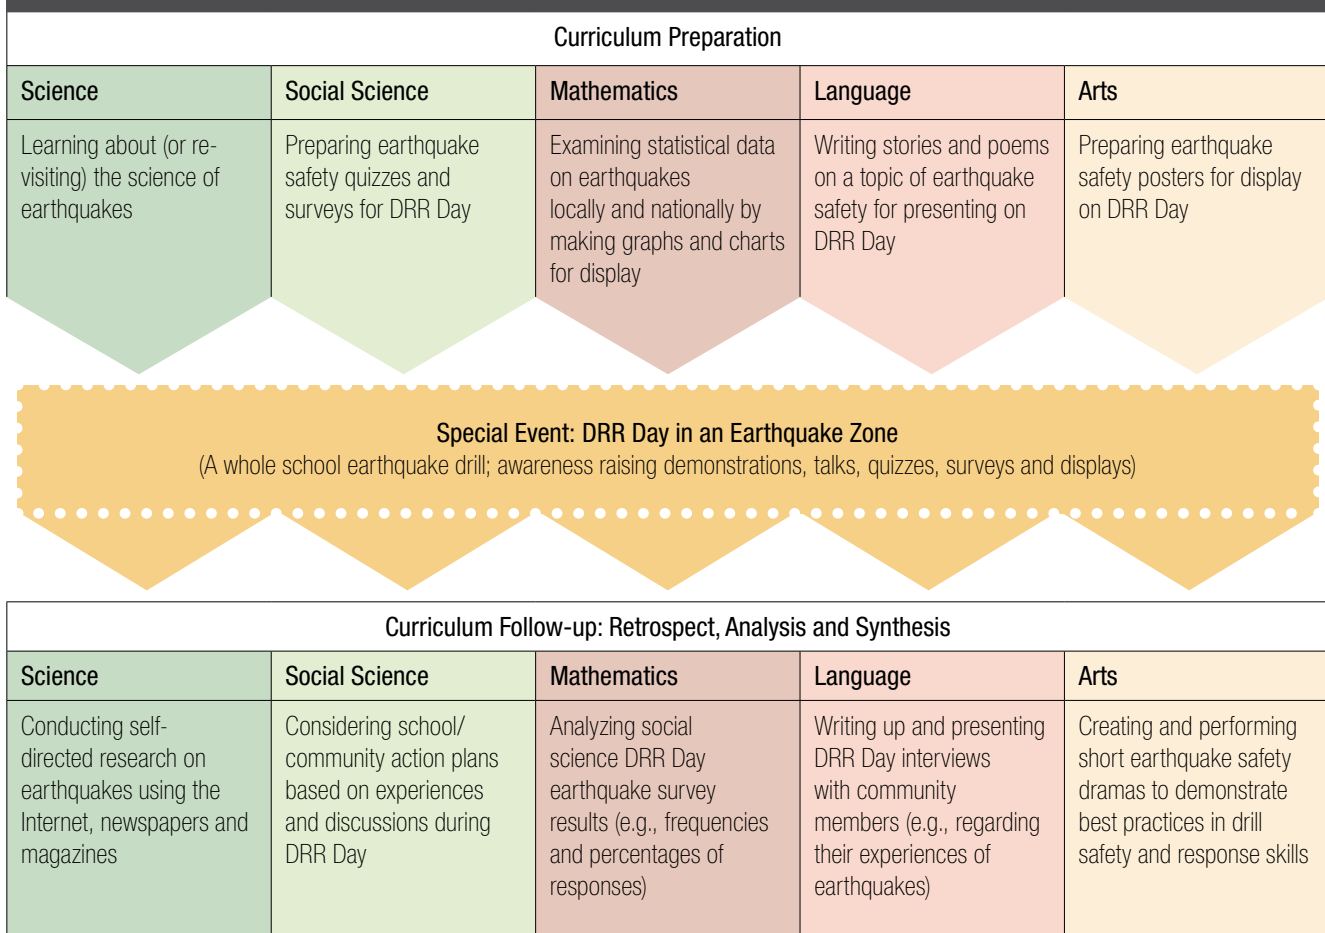 Curriculum Preparation
Science
Social Science
Mathematics
Language
Arts
Learning about (or re-
visiting) the science of
earthquakes
Preparing earthquake
safety quizzes and
surveys for DRR Day
Examining statistical data
on earthquakes
locally and nationally by
making graphs and charts
for display
Writing stories and poems
on a topic of earthquake
safety for presenting on
DRR Day
Preparing earthquake
safety posters for display
on DRR Day
Special Event: DRR Day in an Earthquake Zone
(A whole school earthquake drill; awareness raising demonstrations, talks, quizzes, surveys and displays)
Curriculum Follow-up: Retrospect, Analysis and Synthesis
Science
Social Science
Mathematics
Language
Arts
Conducting self-
directed research on
earthquakes using the
Internet, newspapers and
magazines
Considering school/
community action plans
based on experiences
and discussions during
DRR Day
Analyzing social
science DRR Day
earthquake survey
results (e.g., frequencies
and percentages of
responses)
Writing up and presenting
DRR Day interviews
with community
members (e.g., regarding
their experiences of
earthquakes)
Creating and performing
short earthquake safety
dramas to demonstrate
best practices in drill
safety and response skills